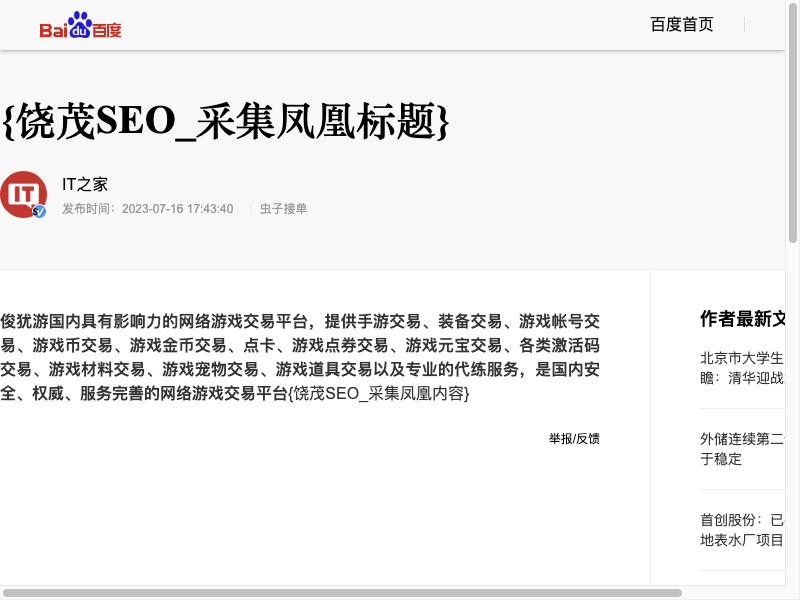 Bai du 百度
百度首页
{饶茂SEO_采集凤凰标题}
IT
IT之家
发布时间：2023-07-16 17:43:40
虫子接单
俊犹游国内具有影响力的网络游戏交易平台，提供手游交易、装备交易、游戏帐号交
易、游戏币交易、游戏金币交易、点卡、游戏点券交易、游戏元宝交易、各类激活码
交易、游戏材料交易、游戏宠物交易、游戏道具交易以及专业的代练服务，是国内安
全、权威、服务完善的网络游戏交易平台{饶茂SEO_采集凤凰内容}
举报/反馈
作者最新文
北京市大学生
瞻：清华迎战
外储连续第二
于稳定
首创股份：已
地表水厂项目